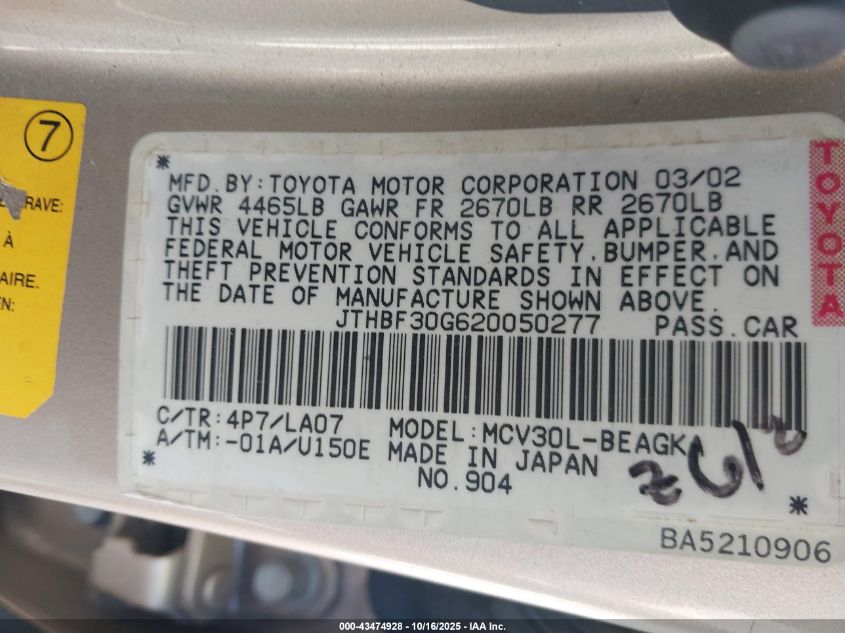 7
RAVE:
À
AIRE.
EN:
*
MFD.BY:TOYOTA MOTOR CORPORATION 03/02
GVWR 4465LB GAWR FR 2670LB RR 2670LB
THIS VEHICLE CONFORMS TO ALL APPLICABLE
FEDERAL MOTOR VEHICLE SAFETY,BUMPER,AND
THEFT PREVENTION STANDARDS IN EFFECT ON
THE DATE OF MANUFACTURE SHOWN ABOVE.
JTHBF30G620050277 PASS.CAR
C/TR:4P7/LA07 MODEL:MCV30L-BEAGKA
A/TM:-01A/U150E MADE IN JAPAN
* NO.904 *
BA5210906
TOYOTA
000-43474928 - 10/16/2025 - IAA Inc.